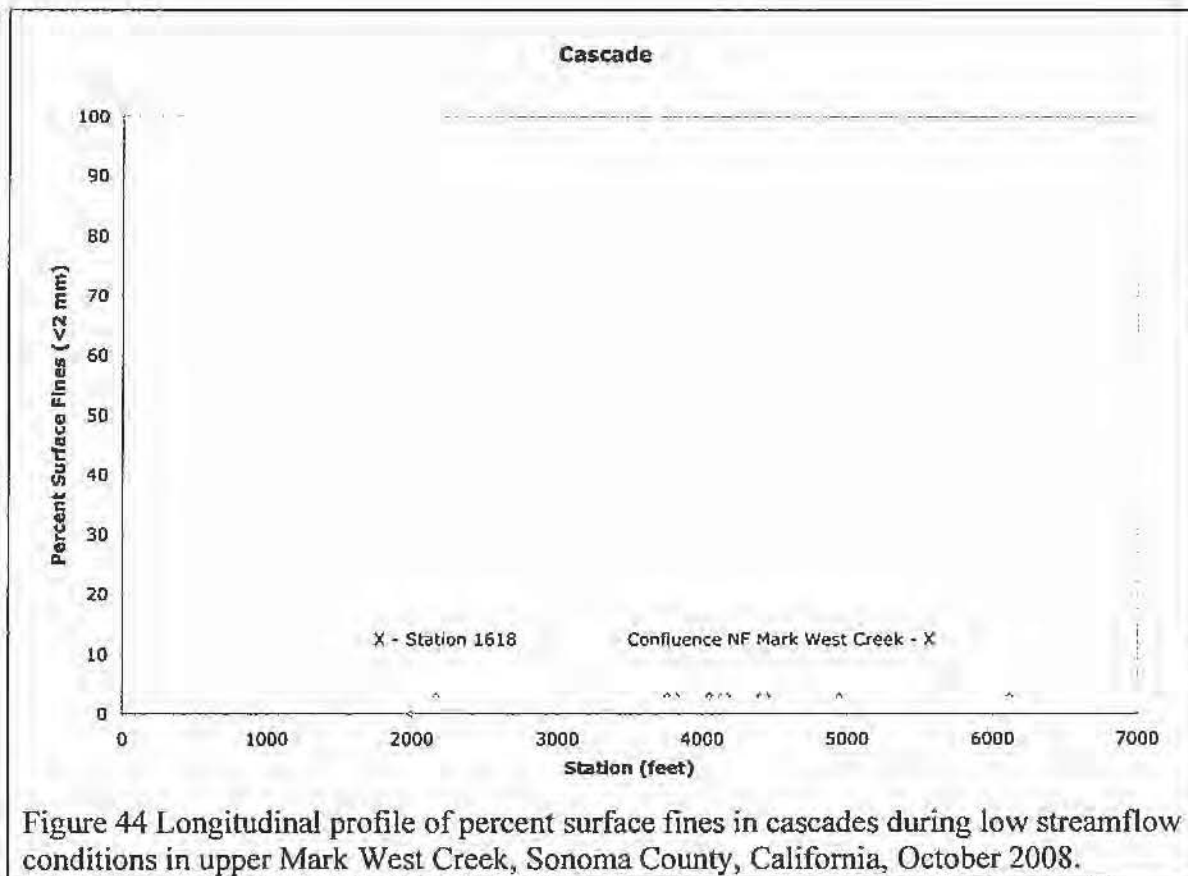 Cascade
100
90
80
70
60
50
40
30
20
10
0
Percent Surface Fines (<2 mm)
X - Station 1618
Confluence NF Mark West Creek - X
0 1000 2000 3000 4000 5000 6000 7000
Station (feet)
Figure 44 Longitudinal profile of percent surface fines in cascades during low streamflow
conditions in upper Mark West Creek, Sonoma County, California, October 2008.